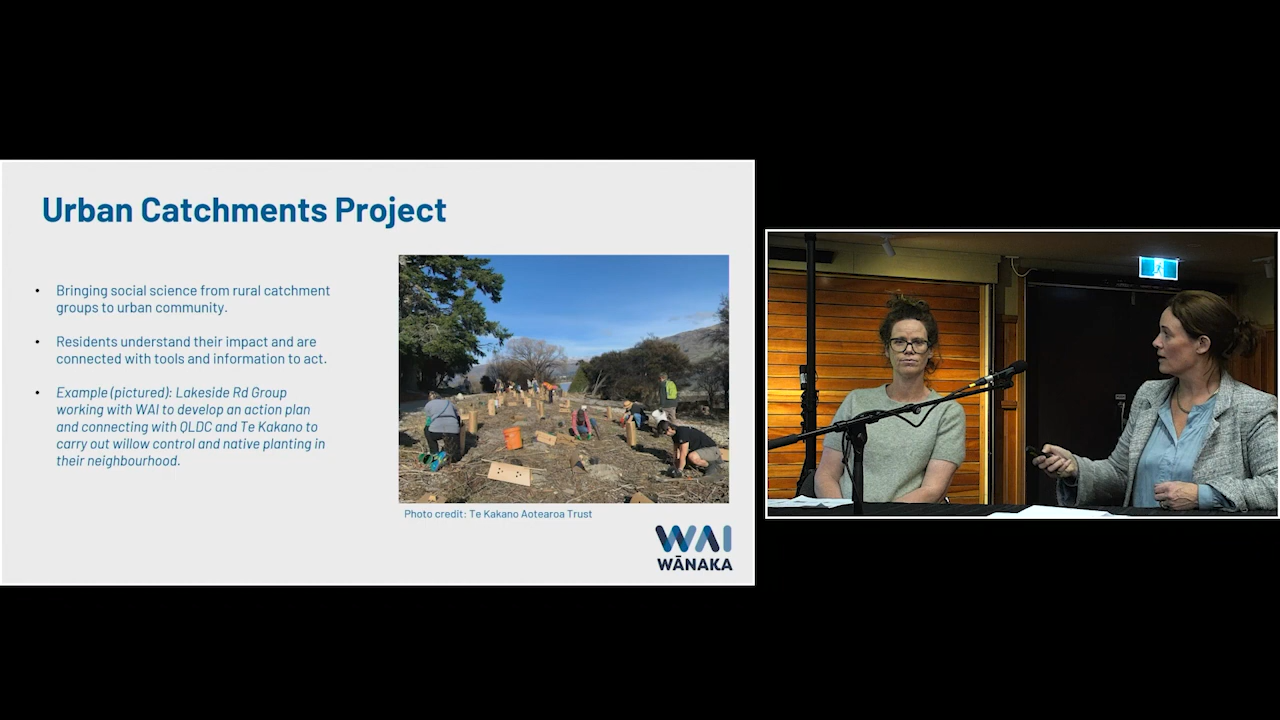 Urban Catchments Project
• Bringing social science from rural catchment
groups to urban community.
• Residents understand their impact and are
connected with tools and information to act.
• Example (pictured): Lakeside Rd Group
working with WAI to develop an action plan
and connecting with QLDC and Te Kakano to
carry out willow control and native planting in
their neighbourhood.
Photo credit: Te Kakano Aotearoa Trust
WAI
WĀNAKA